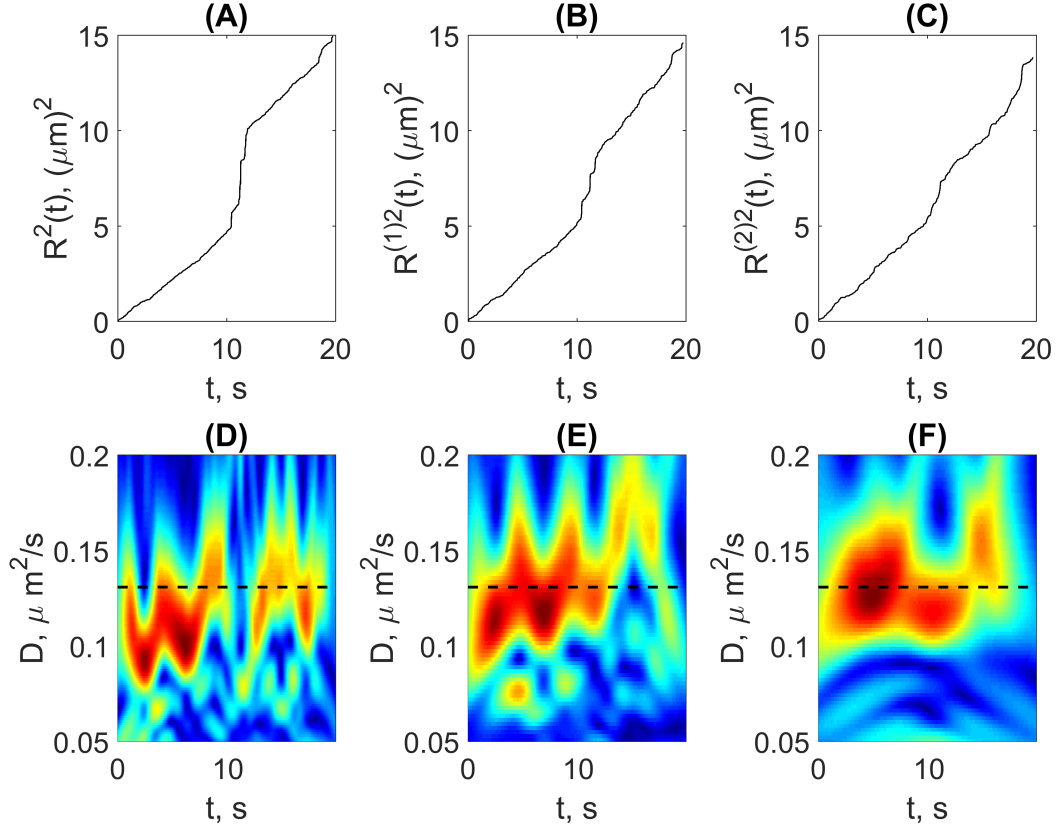 (A) (B) (C)
15 15 15
10 10 10
5 5 5
0 0 0
R²(t), (μm)² R⁽¹⁾²(t), (μm)² R⁽²⁾²(t), (μm)²
0 10 20 0 10 20 0 10 20
t, s t, s t, s
(D) (E) (F)
0.2 0.2 0.2
0.15 0.15 0.15
0.1 0.1 0.1
0.05 0.05 0.05
D, μ m²/s D, μ m²/s D, μ m²/s
0 10 0 10 0 10
t, s t, s t, s